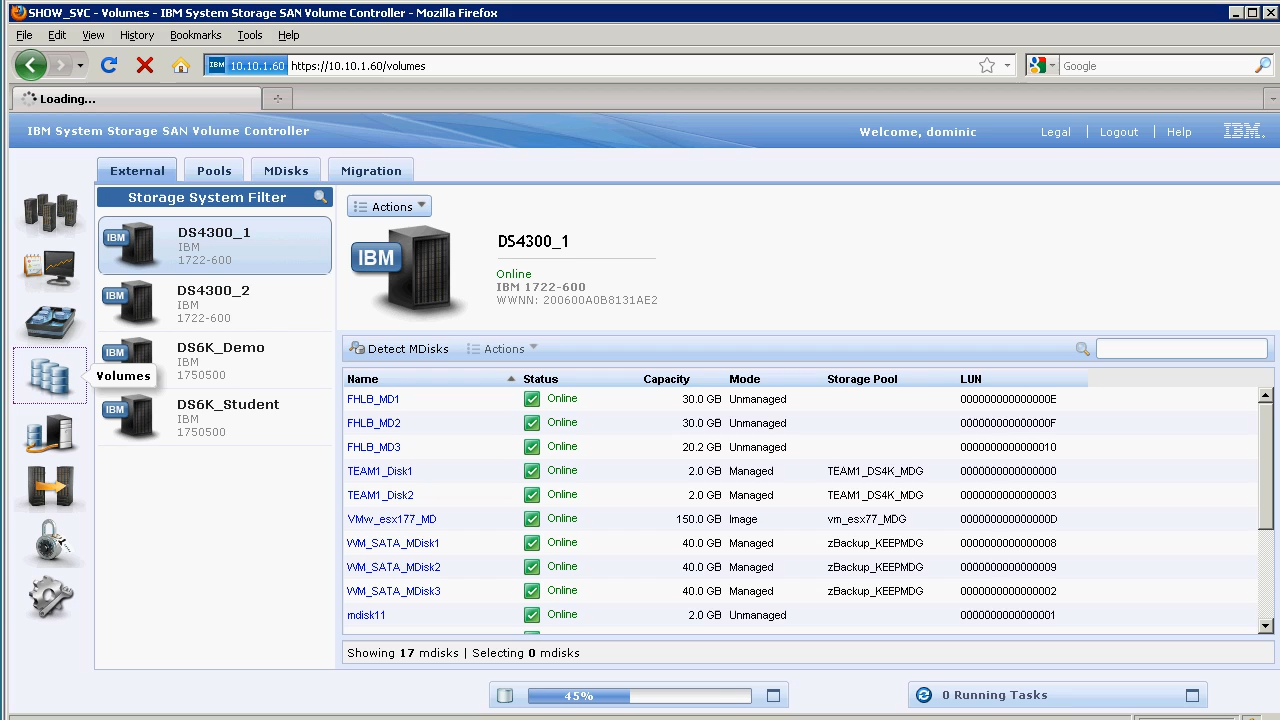 SHOW_SVC - Volumes - IBM System Storage SAN Volume Controller - Mozilla Firefox
File Edit View History Bookmarks Tools Help
IBM 10.10.1.60 https://10.10.1.60/volumes Google
Loading...
IBM System Storage SAN Volume Controller Welcome, dominic Legal Logout Help IBM.
External Pools MDisks Migration
Storage System Filter
IBM DS4300_1
IBM
1722-600
IBM DS4300_2
IBM
1722-600
IBM DS6K_Demo
IBM
1750500
IBM DS6K_Student
IBM
1750500
Volumes
Actions
IBM
DS4300_1
Online
IBM 1722-600
WWNN: 200600A0B8131AE2
Detect MDisks Actions
Name Status Capacity Mode Storage Pool LUN
FHLB_MD1 Online 30.0 GB Unmanaged 000000000000000E
FHLB_MD2 Online 30.0 GB Unmanaged 000000000000000F
FHLB_MD3 Online 20.2 GB Unmanaged 0000000000000010
TEAM1_Disk1 Online 2.0 GB Managed TEAM1_DS4K_MDG 0000000000000000
TEAM1_Disk2 Online 2.0 GB Managed TEAM1_DS4K_MDG 0000000000000003
VMw_esx177_MD Online 150.0 GB Image vm_esx77_MDG 000000000000000D
WM_SATA_MDisk1 Online 40.0 GB Managed zBackup_KEEPMDG 0000000000000008
WM_SATA_MDisk2 Online 40.0 GB Managed zBackup_KEEPMDG 0000000000000009
WM_SATA_MDisk3 Online 40.0 GB Managed zBackup_KEEPMDG 0000000000000002
mdisk11 Online 2.0 GB Unmanaged 0000000000000001
Showing 17 mdisks | Selecting 0 mdisks
45%
0 Running Tasks